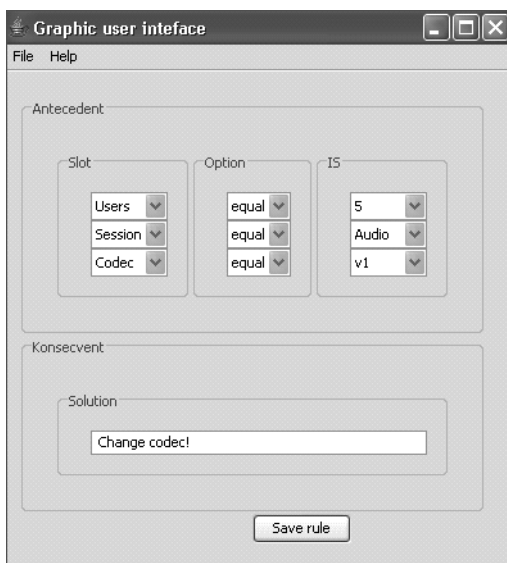 Graphic user inteface
File Help
Antecedent
Slot Option IS
Users equal 5
Session equal Audio
Codec equal v1
Konsecvent
Solution
Change codec!
Save rule